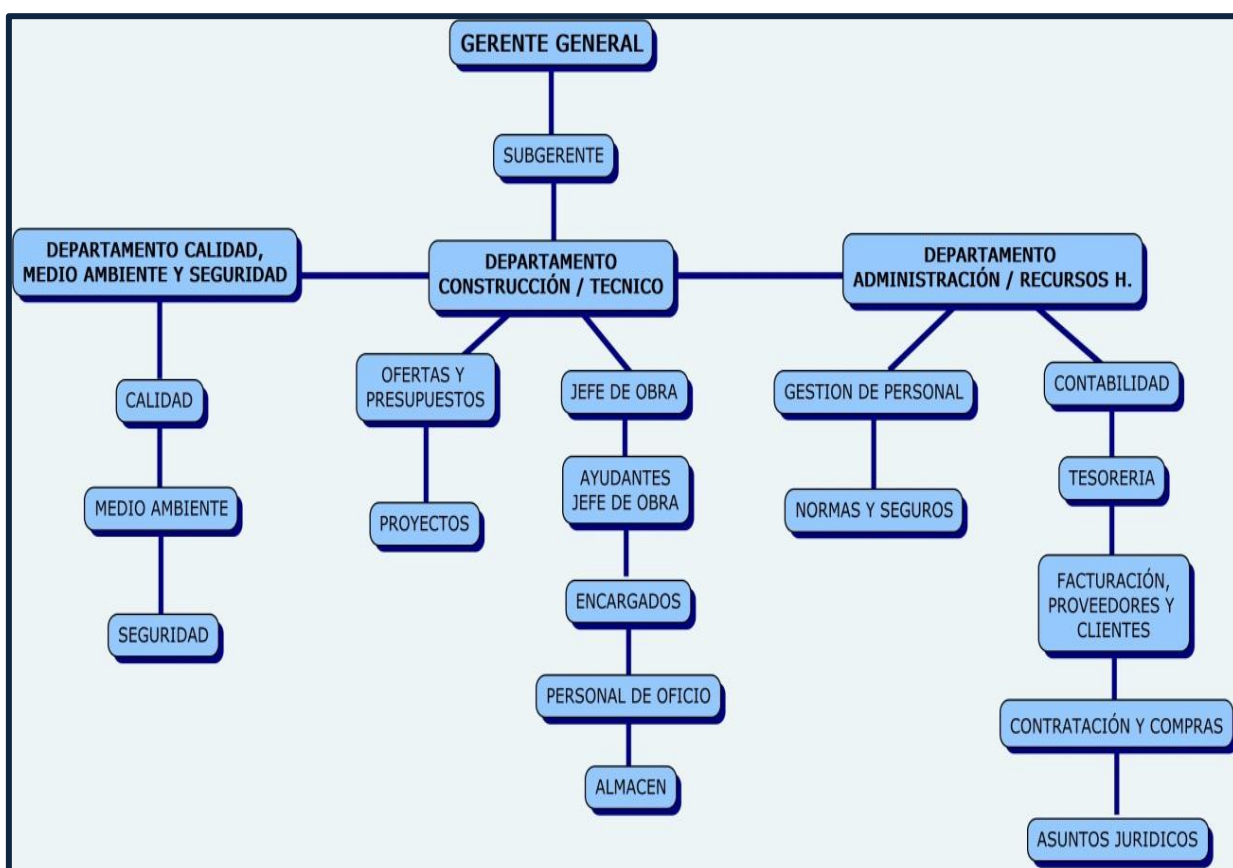 GERENTE GENERAL
SUBGERENTE
DEPARTAMENTO CALIDAD,
MEDIO AMBIENTE Y SEGURIDAD
DEPARTAMENTO
CONSTRUCCIÓN / TECNICO
DEPARTAMENTO
ADMINISTRACIÓN / RECURSOS H.
CALIDAD
MEDIO AMBIENTE
SEGURIDAD
OFERTAS Y
PRESUPUESTOS
PROYECTOS
JEFE DE OBRA
AYUDANTES
JEFE DE OBRA
ENCARGADOS
PERSONAL DE OFICIO
ALMACEN
GESTION DE PERSONAL
NORMAS Y SEGUROS
CONTABILIDAD
TESORERIA
FACTURACIÓN,
PROVEEDORES Y
CLIENTES
CONTRATACIÓN Y COMPRAS
ASUNTOS JURIDICOS